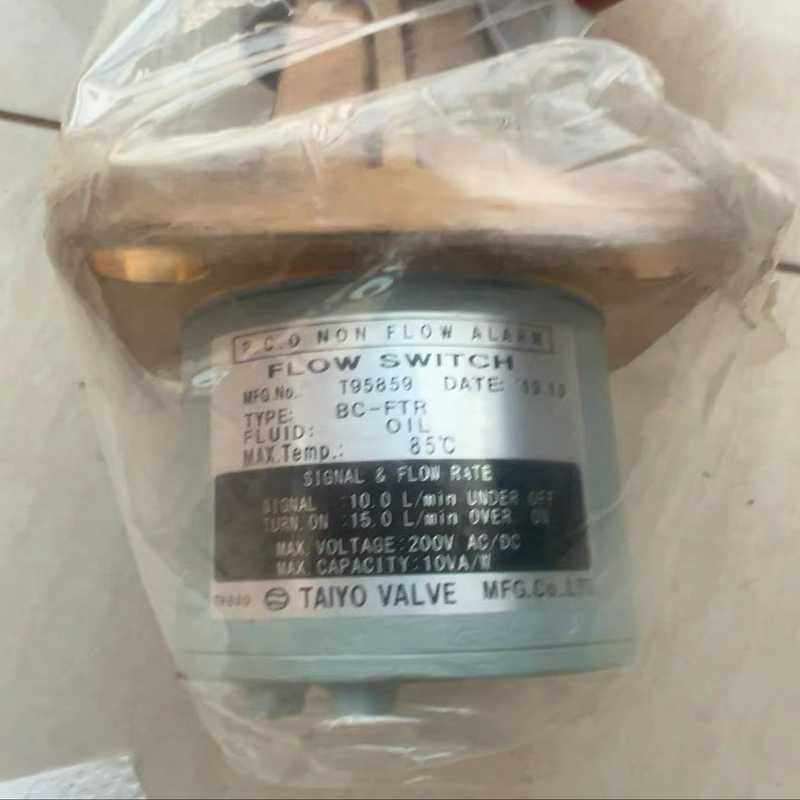 P.C.O NON FLOW ALARM
FLOW SWITCH
MFG.No.: T95859 DATE: '19.10
TYPE: BC-FTR
FLUID: OIL
MAX.Temp.: 85℃
SIGNAL & FLOW RATE
SIGNAL :10.0 L/min UNDER OFF
TURN.ON :15.0 L/min OVER ON
MAX.VOLTAGE:200V AC/DC
MAX.CAPACITY:10VA/W
TAIYO VALVE MFG.Co.,LTD